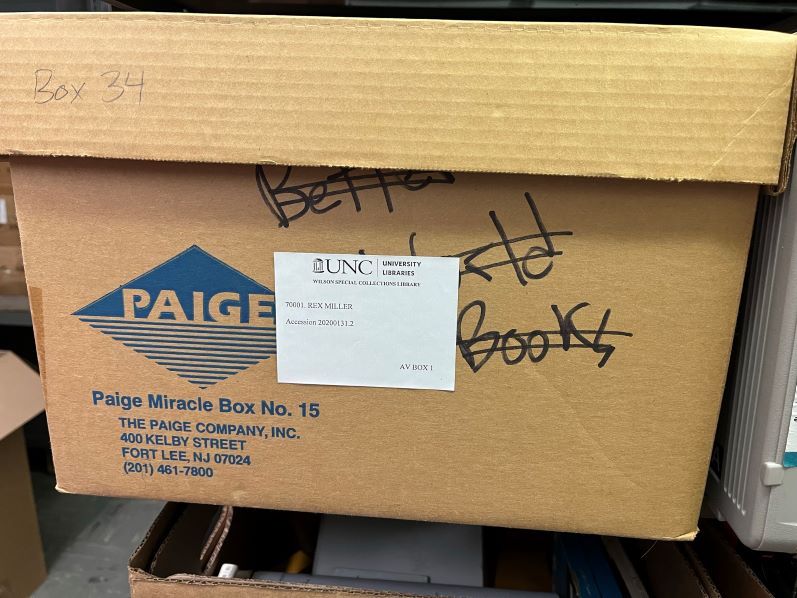 Box 34
Bette
ld
Books
UNC UNIVERSITY
LIBRARIES
WILSON SPECIAL COLLECTIONS LIBRARY
70001. REX MILLER
Accession 20200131.2
AV BOX 1
PAIGE
Paige Miracle Box No. 15
THE PAIGE COMPANY, INC.
400 KELBY STREET
FORT LEE, NJ 07024
(201) 461-7800